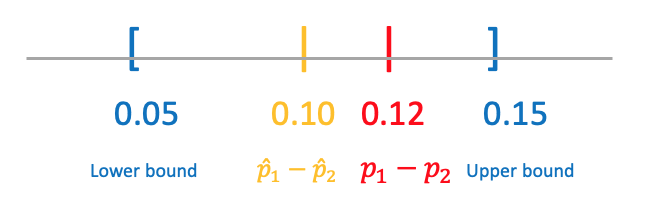 [ | | ]
0.05 0.10 0.12 0.15
Lower bound p̂₁ − p̂₂ p₁ − p₂ Upper bound